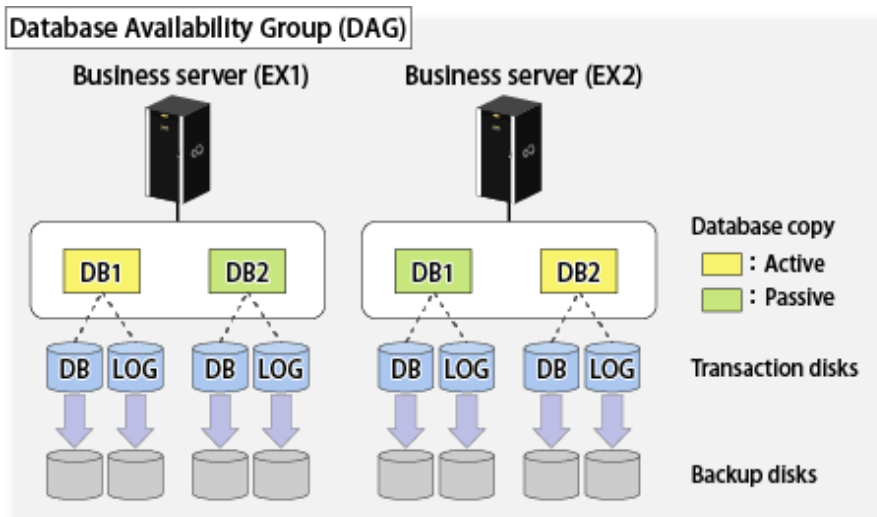 Database Availability Group (DAG)
Business server (EX1)
Business server (EX2)
DB1
DB2
DB1
DB2
Database copy
: Active
: Passive
DB LOG DB LOG DB LOG DB LOG
Transaction disks
Backup disks